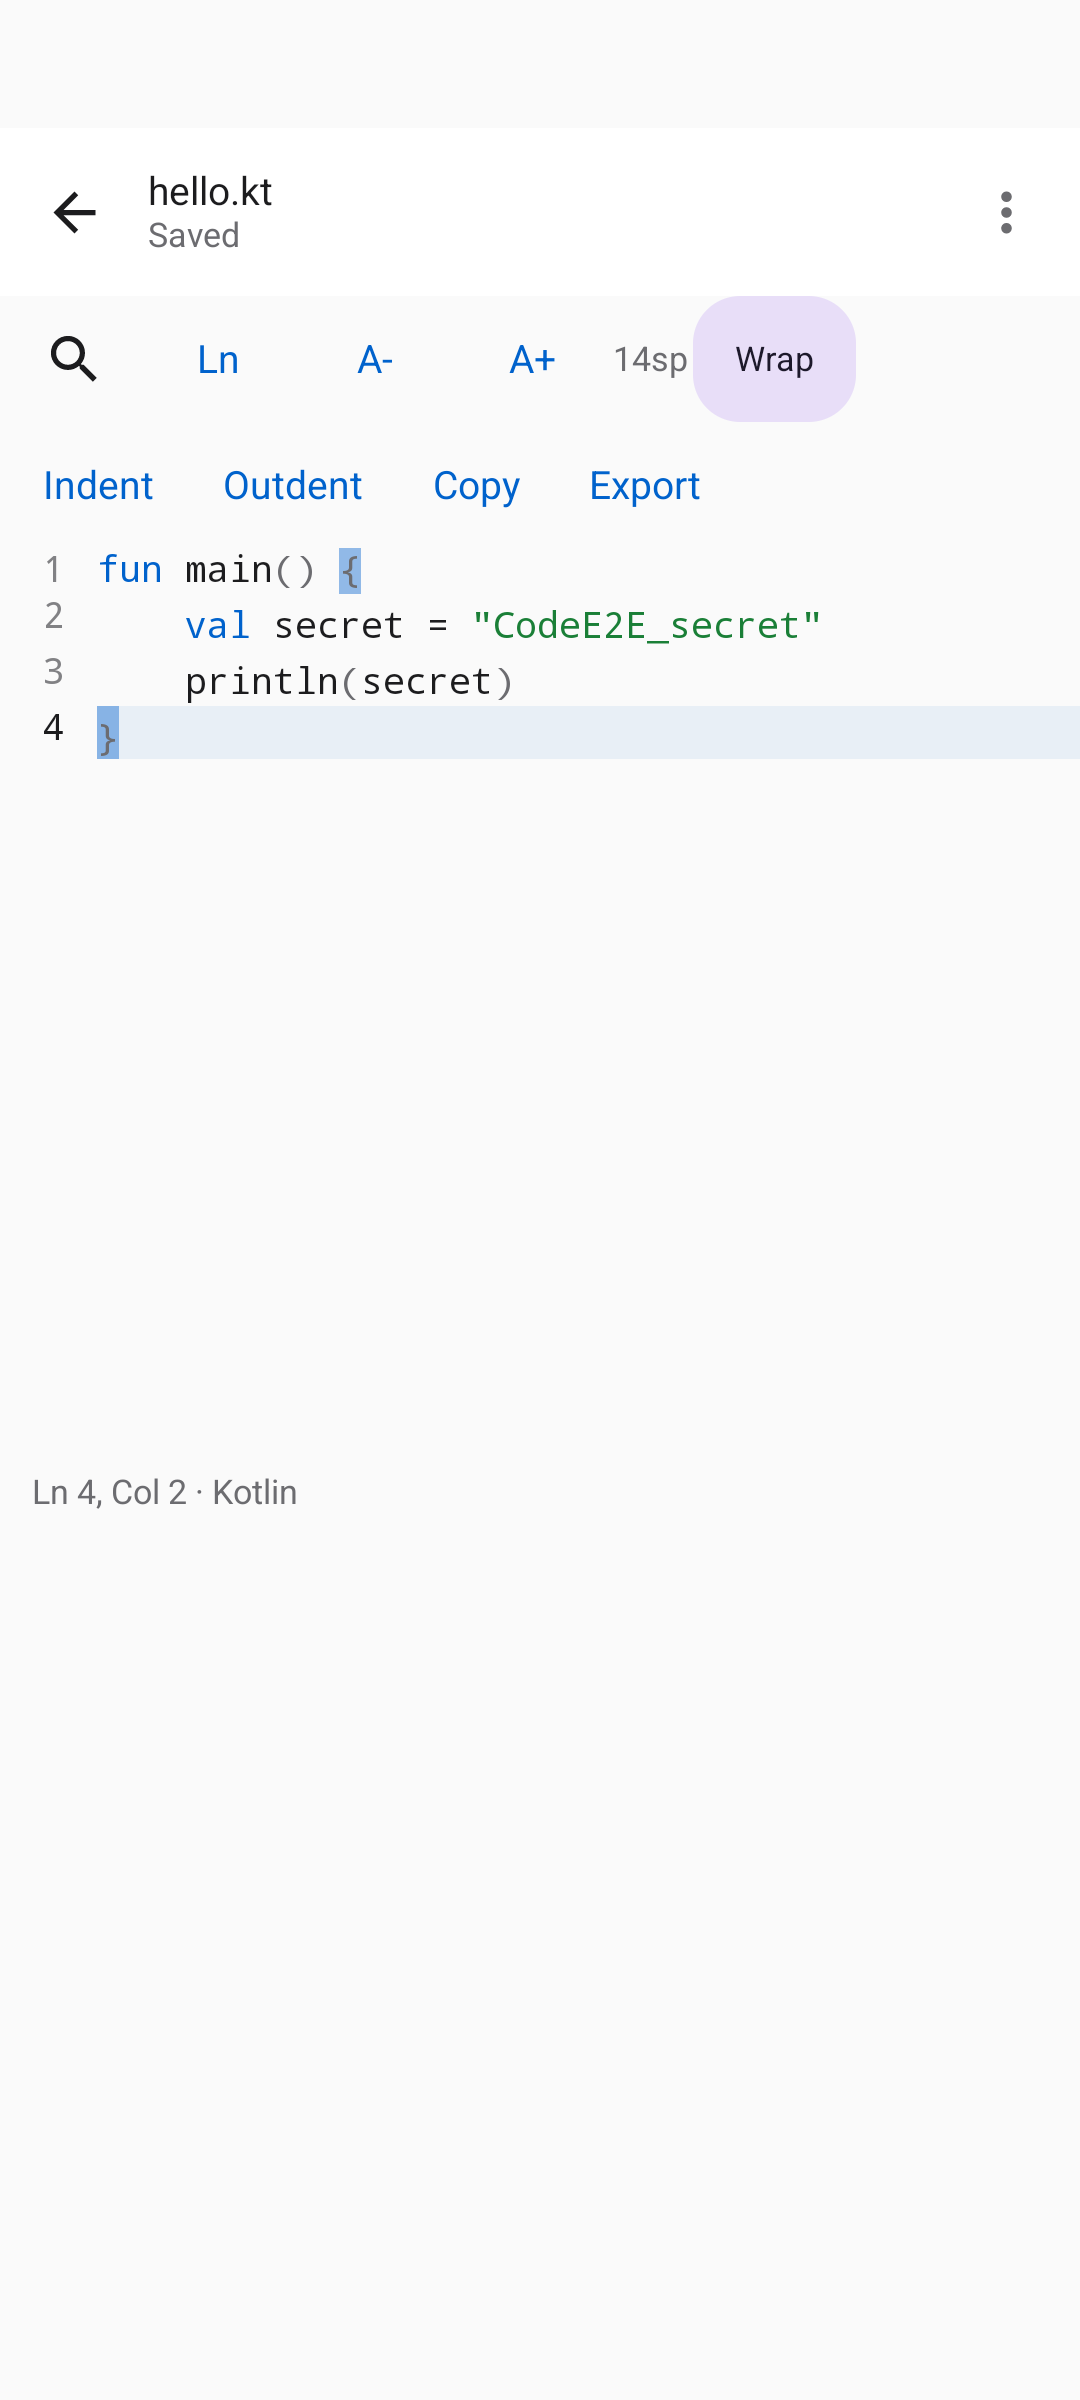 hello.kt
Saved
Ln A- A+ 14sp Wrap
Indent Outdent Copy Export
1 fun main() {
2     val secret = "CodeE2E_secret"
3     println(secret)
4 }
Ln 4, Col 2 · Kotlin